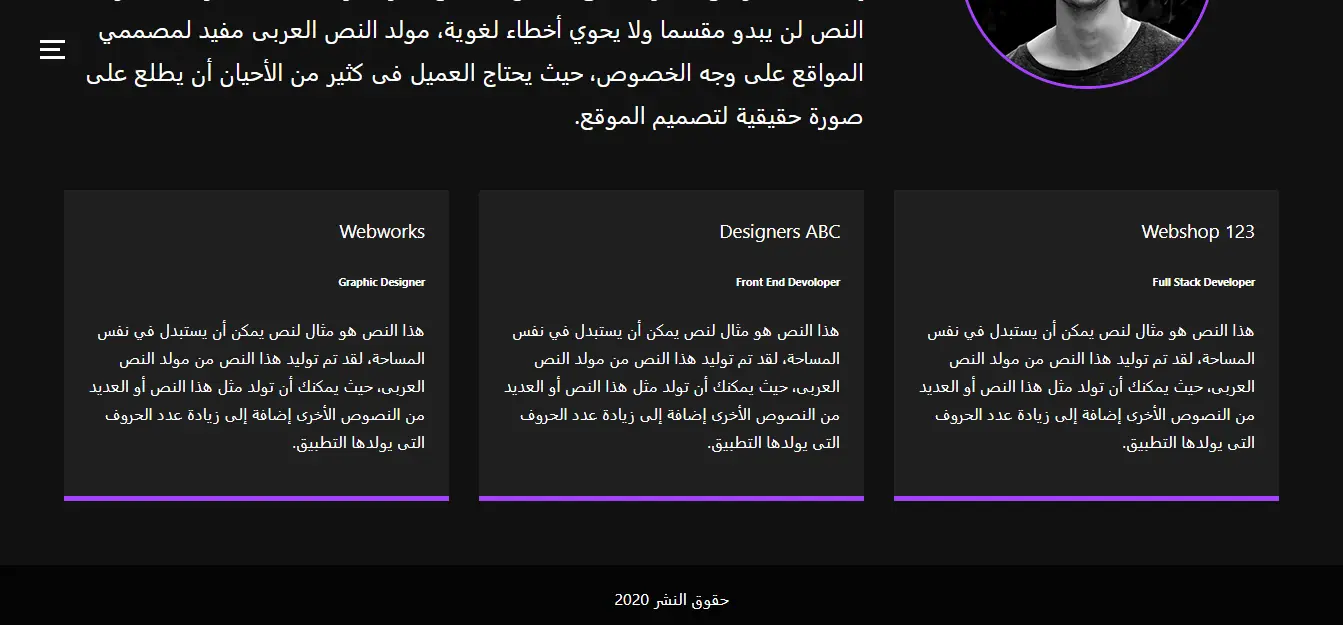 النص لن يبدو مقسما ولا يحوي أخطاء لغوية، مولد النص العربى مفيد لمصممي
المواقع على وجه الخصوص، حيث يحتاج العميل فى كثير من الأحيان أن يطلع على
صورة حقيقية لتصميم الموقع.
Webshop 123
Full Stack Developer
هذا النص هو مثال لنص يمكن أن يستبدل في نفس
المساحة، لقد تم توليد هذا النص من مولد النص
العربى، حيث يمكنك أن تولد مثل هذا النص أو العديد
من النصوص الأخرى إضافة إلى زيادة عدد الحروف
التى يولدها التطبيق.
Designers ABC
Front End Devoloper
هذا النص هو مثال لنص يمكن أن يستبدل في نفس
المساحة، لقد تم توليد هذا النص من مولد النص
العربى، حيث يمكنك أن تولد مثل هذا النص أو العديد
من النصوص الأخرى إضافة إلى زيادة عدد الحروف
التى يولدها التطبيق.
Webworks
Graphic Designer
هذا النص هو مثال لنص يمكن أن يستبدل في نفس
المساحة، لقد تم توليد هذا النص من مولد النص
العربى، حيث يمكنك أن تولد مثل هذا النص أو العديد
من النصوص الأخرى إضافة إلى زيادة عدد الحروف
التى يولدها التطبيق.
حقوق النشر 2020